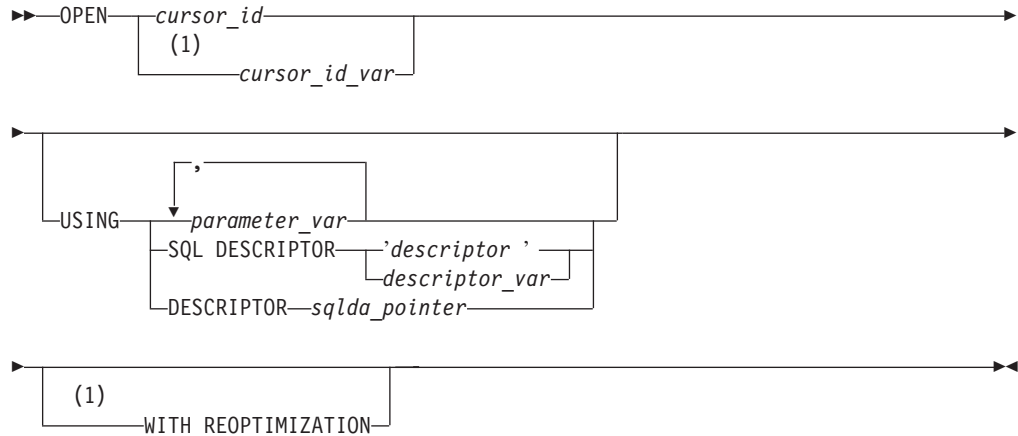 OPEN cursor_id
(1)
cursor_id_var
,
USING parameter_var
SQL DESCRIPTOR ’descriptor ’
descriptor_var
DESCRIPTOR sqlda_pointer
(1)
WITH REOPTIMIZATION